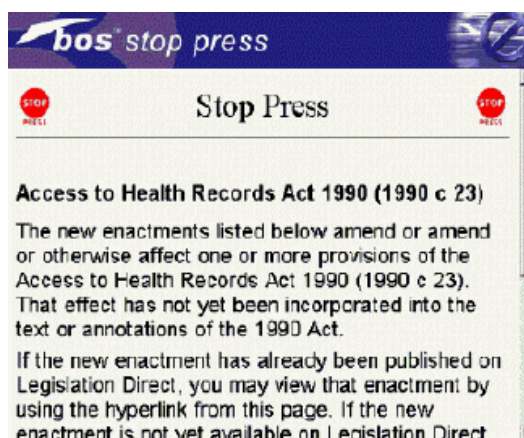 bos™ stop press
STOP
PRESS
Stop Press
STOP
PRESS
Access to Health Records Act 1990 (1990 c 23)
The new enactments listed below amend or amend
or otherwise affect one or more provisions of the
Access to Health Records Act 1990 (1990 c 23).
That effect has not yet been incorporated into the
text or annotations of the 1990 Act.
If the new enactment has already been published on
Legislation Direct, you may view that enactment by
using the hyperlink from this page. If the new
enactment is not yet available on Legislation Direct